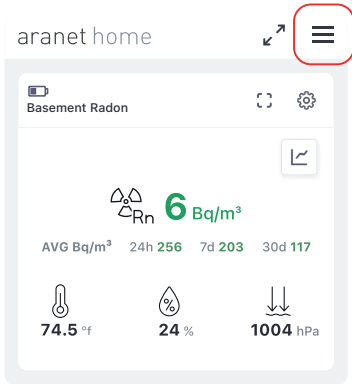 aranet home
Basement Radon
Rn 6 Bq/m³
AVG Bq/m³ 24h 256 7d 203 30d 117
%
74.5 °f 24 % 1004 hPa